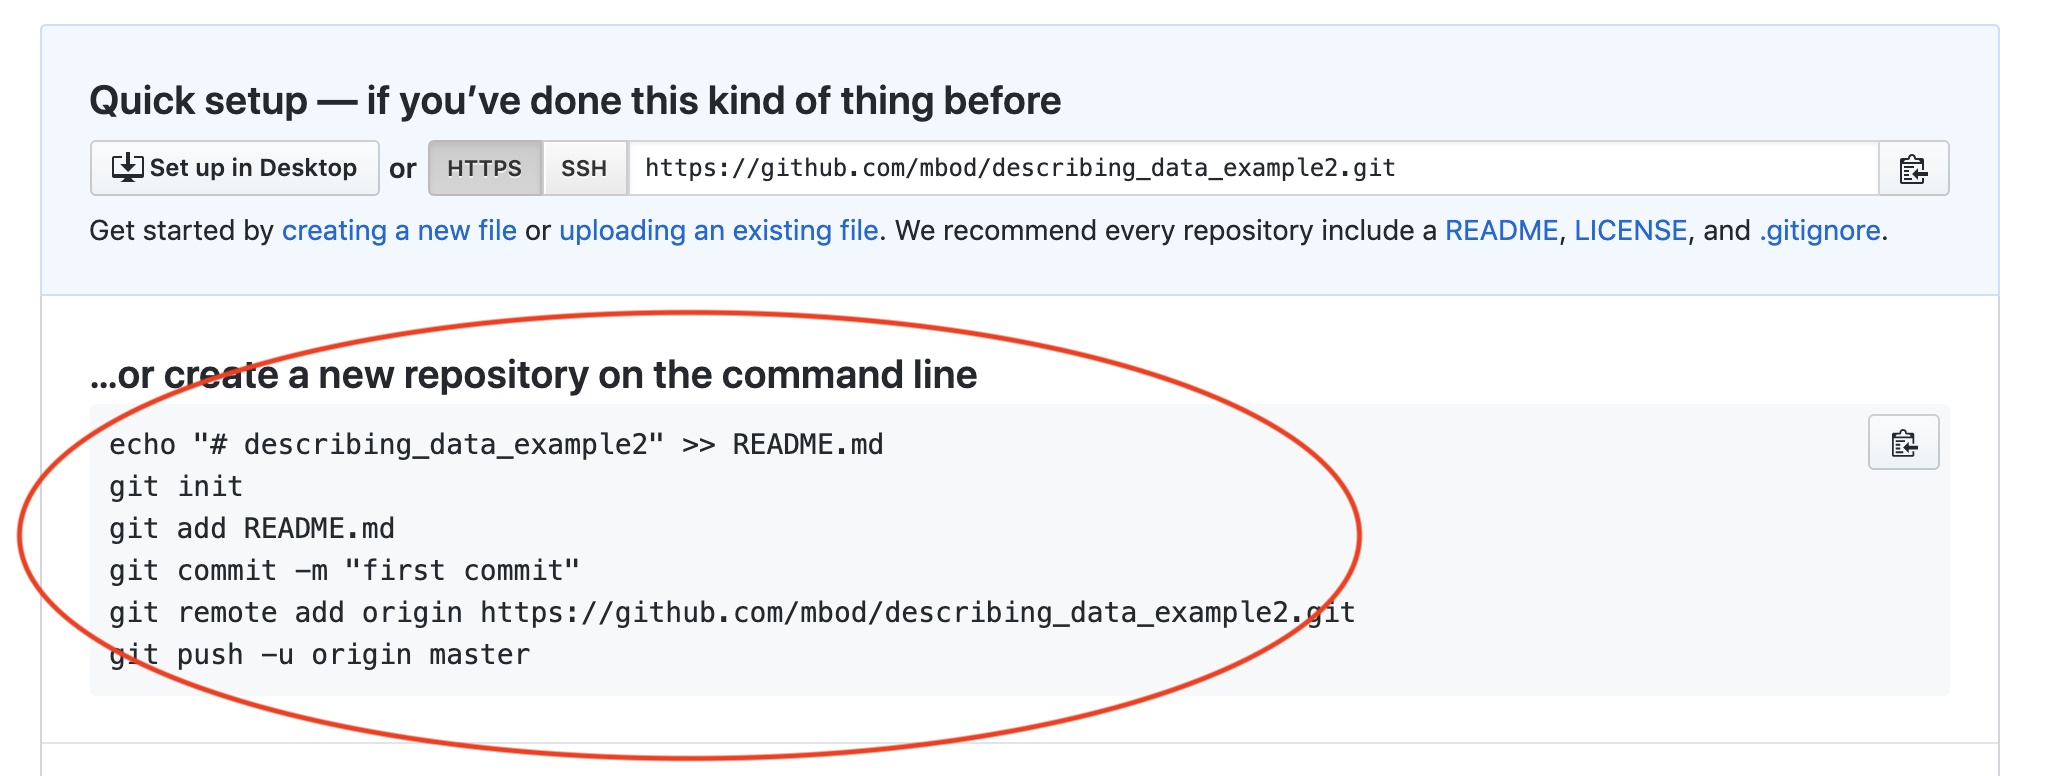 Quick setup — if you’ve done this kind of thing before
Set up in Desktop or HTTPS SSH https://github.com/mbod/describing_data_example2.git
Get started by creating a new file or uploading an existing file. We recommend every repository include a README, LICENSE, and .gitignore.
…or create a new repository on the command line
echo "# describing_data_example2" >> README.md
git init
git add README.md
git commit -m "first commit"
git remote add origin https://github.com/mbod/describing_data_example2.git
git push -u origin master